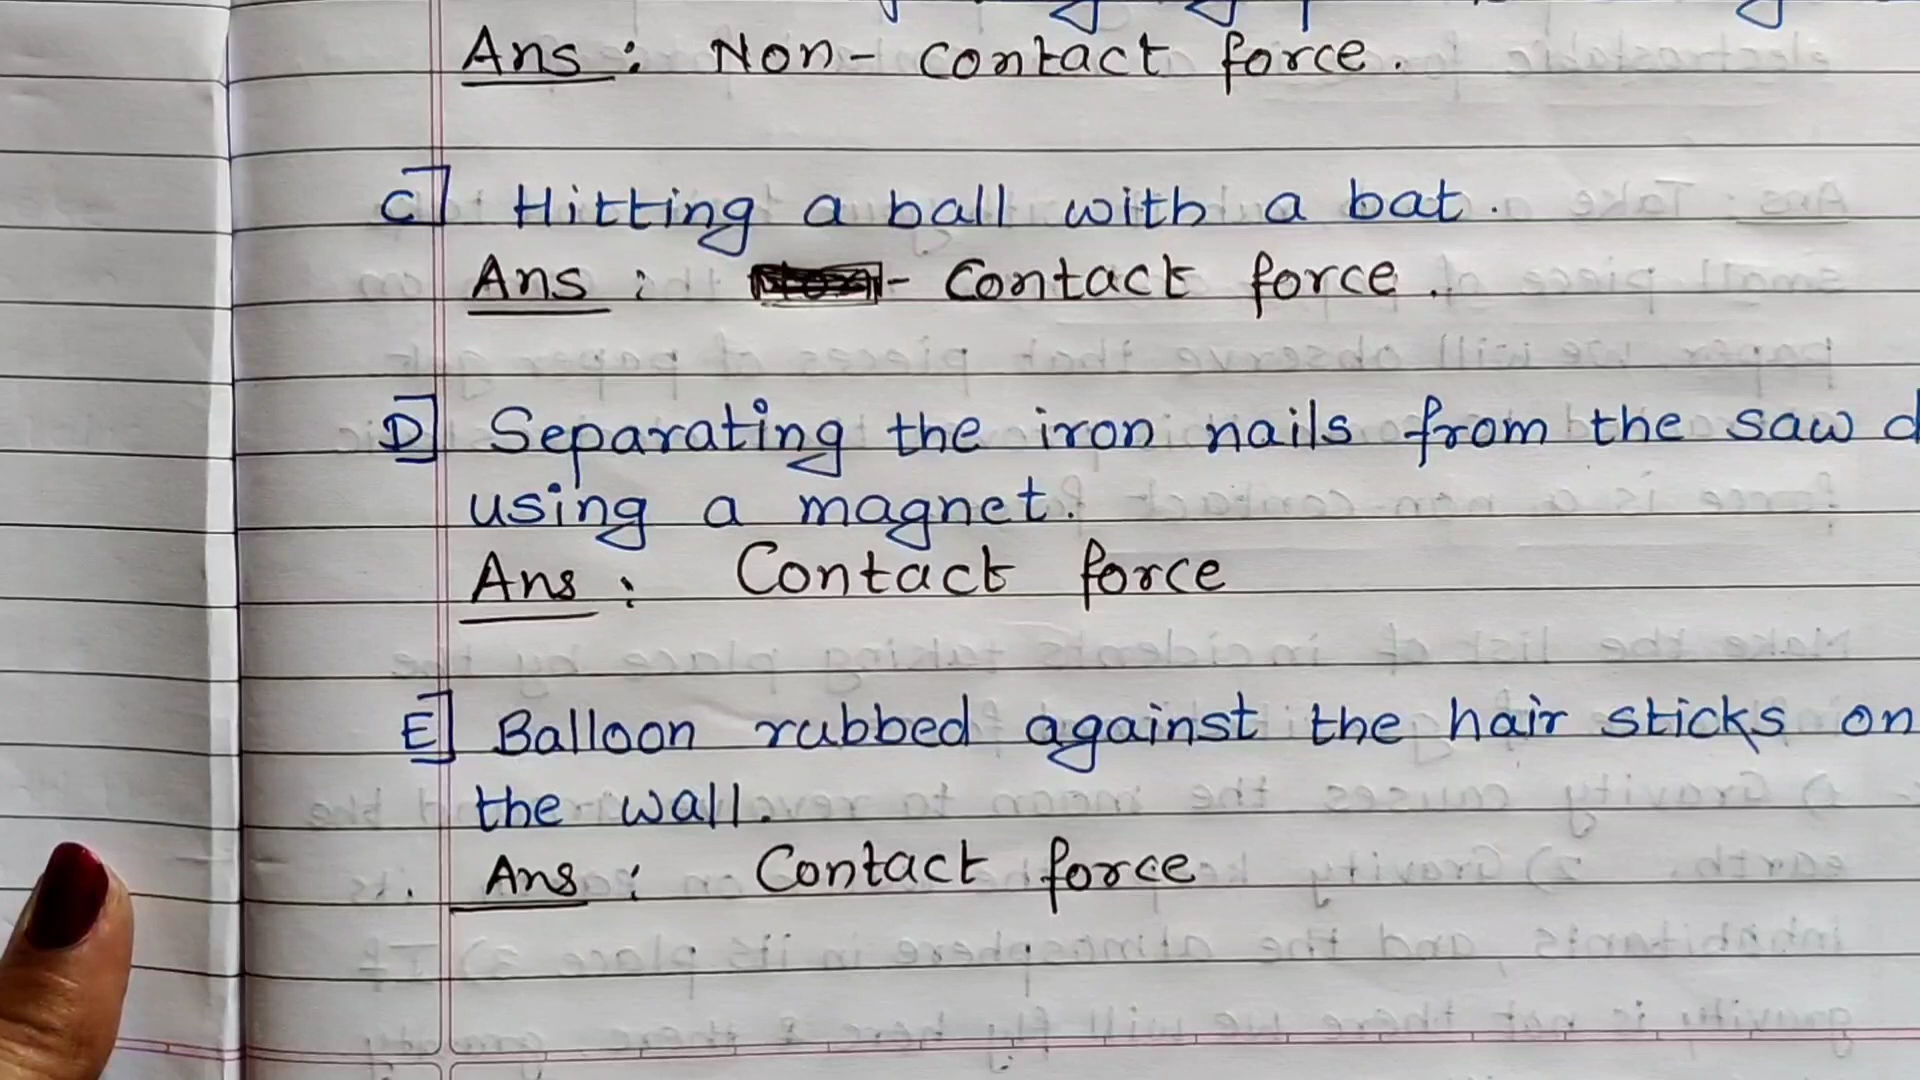 Ans : Non- contact force.
C] Hitting a ball with a bat.
Ans : - Contact force.
D] Separating the iron nails from the saw d
using a magnet.
Ans : Contact force
E] Balloon rubbed against the hair sticks on
the wall.
Ans : Contact force